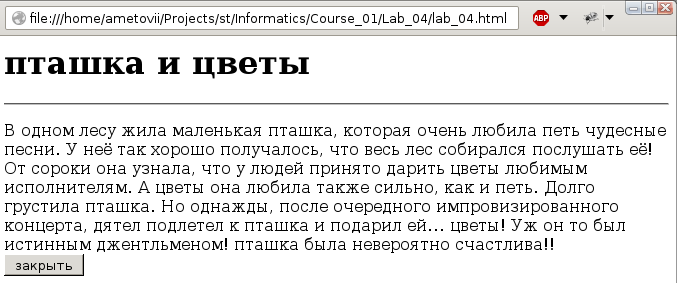 file:///home/ametovii/Projects/st/Informatics/Course_01/Lab_04/lab_04.html
ABP
пташка и цветы
В одном лесу жила маленькая пташка, которая очень любила петь чудесные
песни. У неё так хорошо получалось, что весь лес собирался послушать её!
От сороки она узнала, что у людей принято дарить цветы любимым
исполнителям. А цветы она любила также сильно, как и петь. Долго
грустила пташка. Но однажды, после очередного импровизированного
концерта, дятел подлетел к пташка и подарил ей... цветы! Уж он то был
истинным джентльменом! пташка была невероятно счастлива!!
закрыть